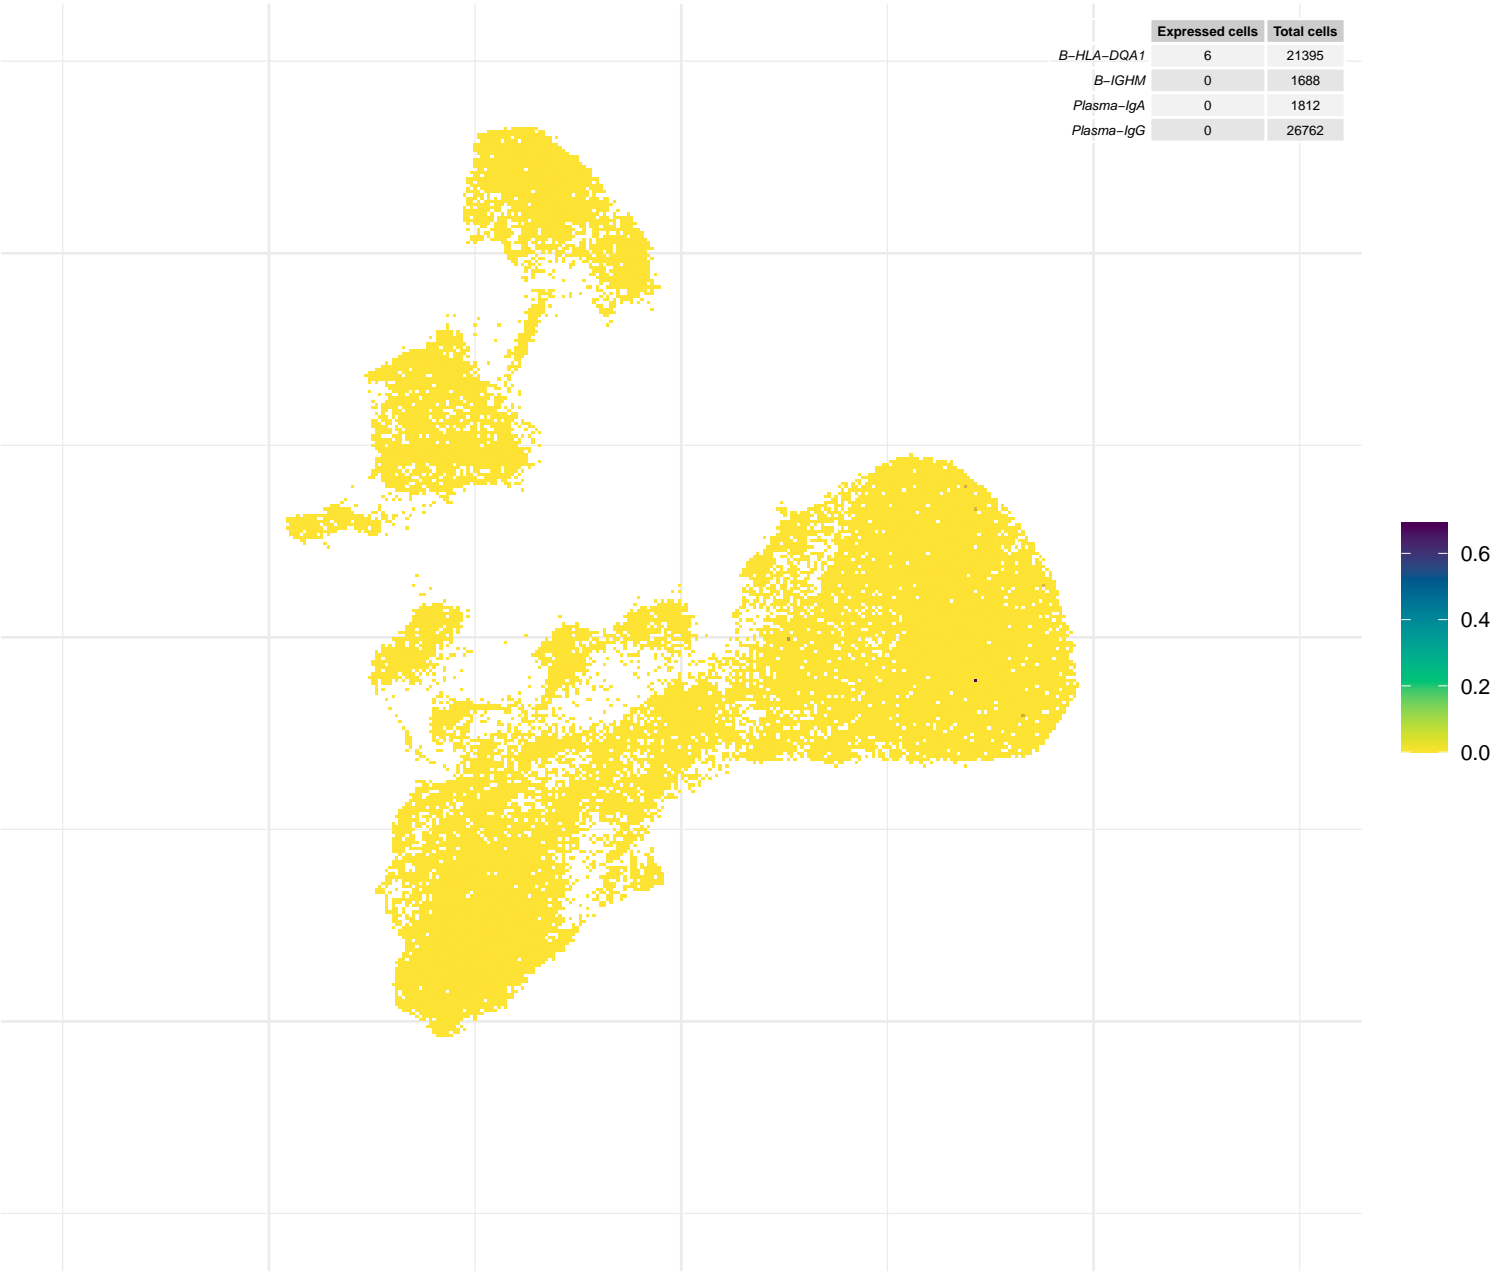 Expressed cells Total cells
B−HLA−DQA1 6 21395
B−IGHM 0 1688
Plasma−IgA 0 1812
Plasma−IgG 0 26762
0.6
0.4
0.2
0.0